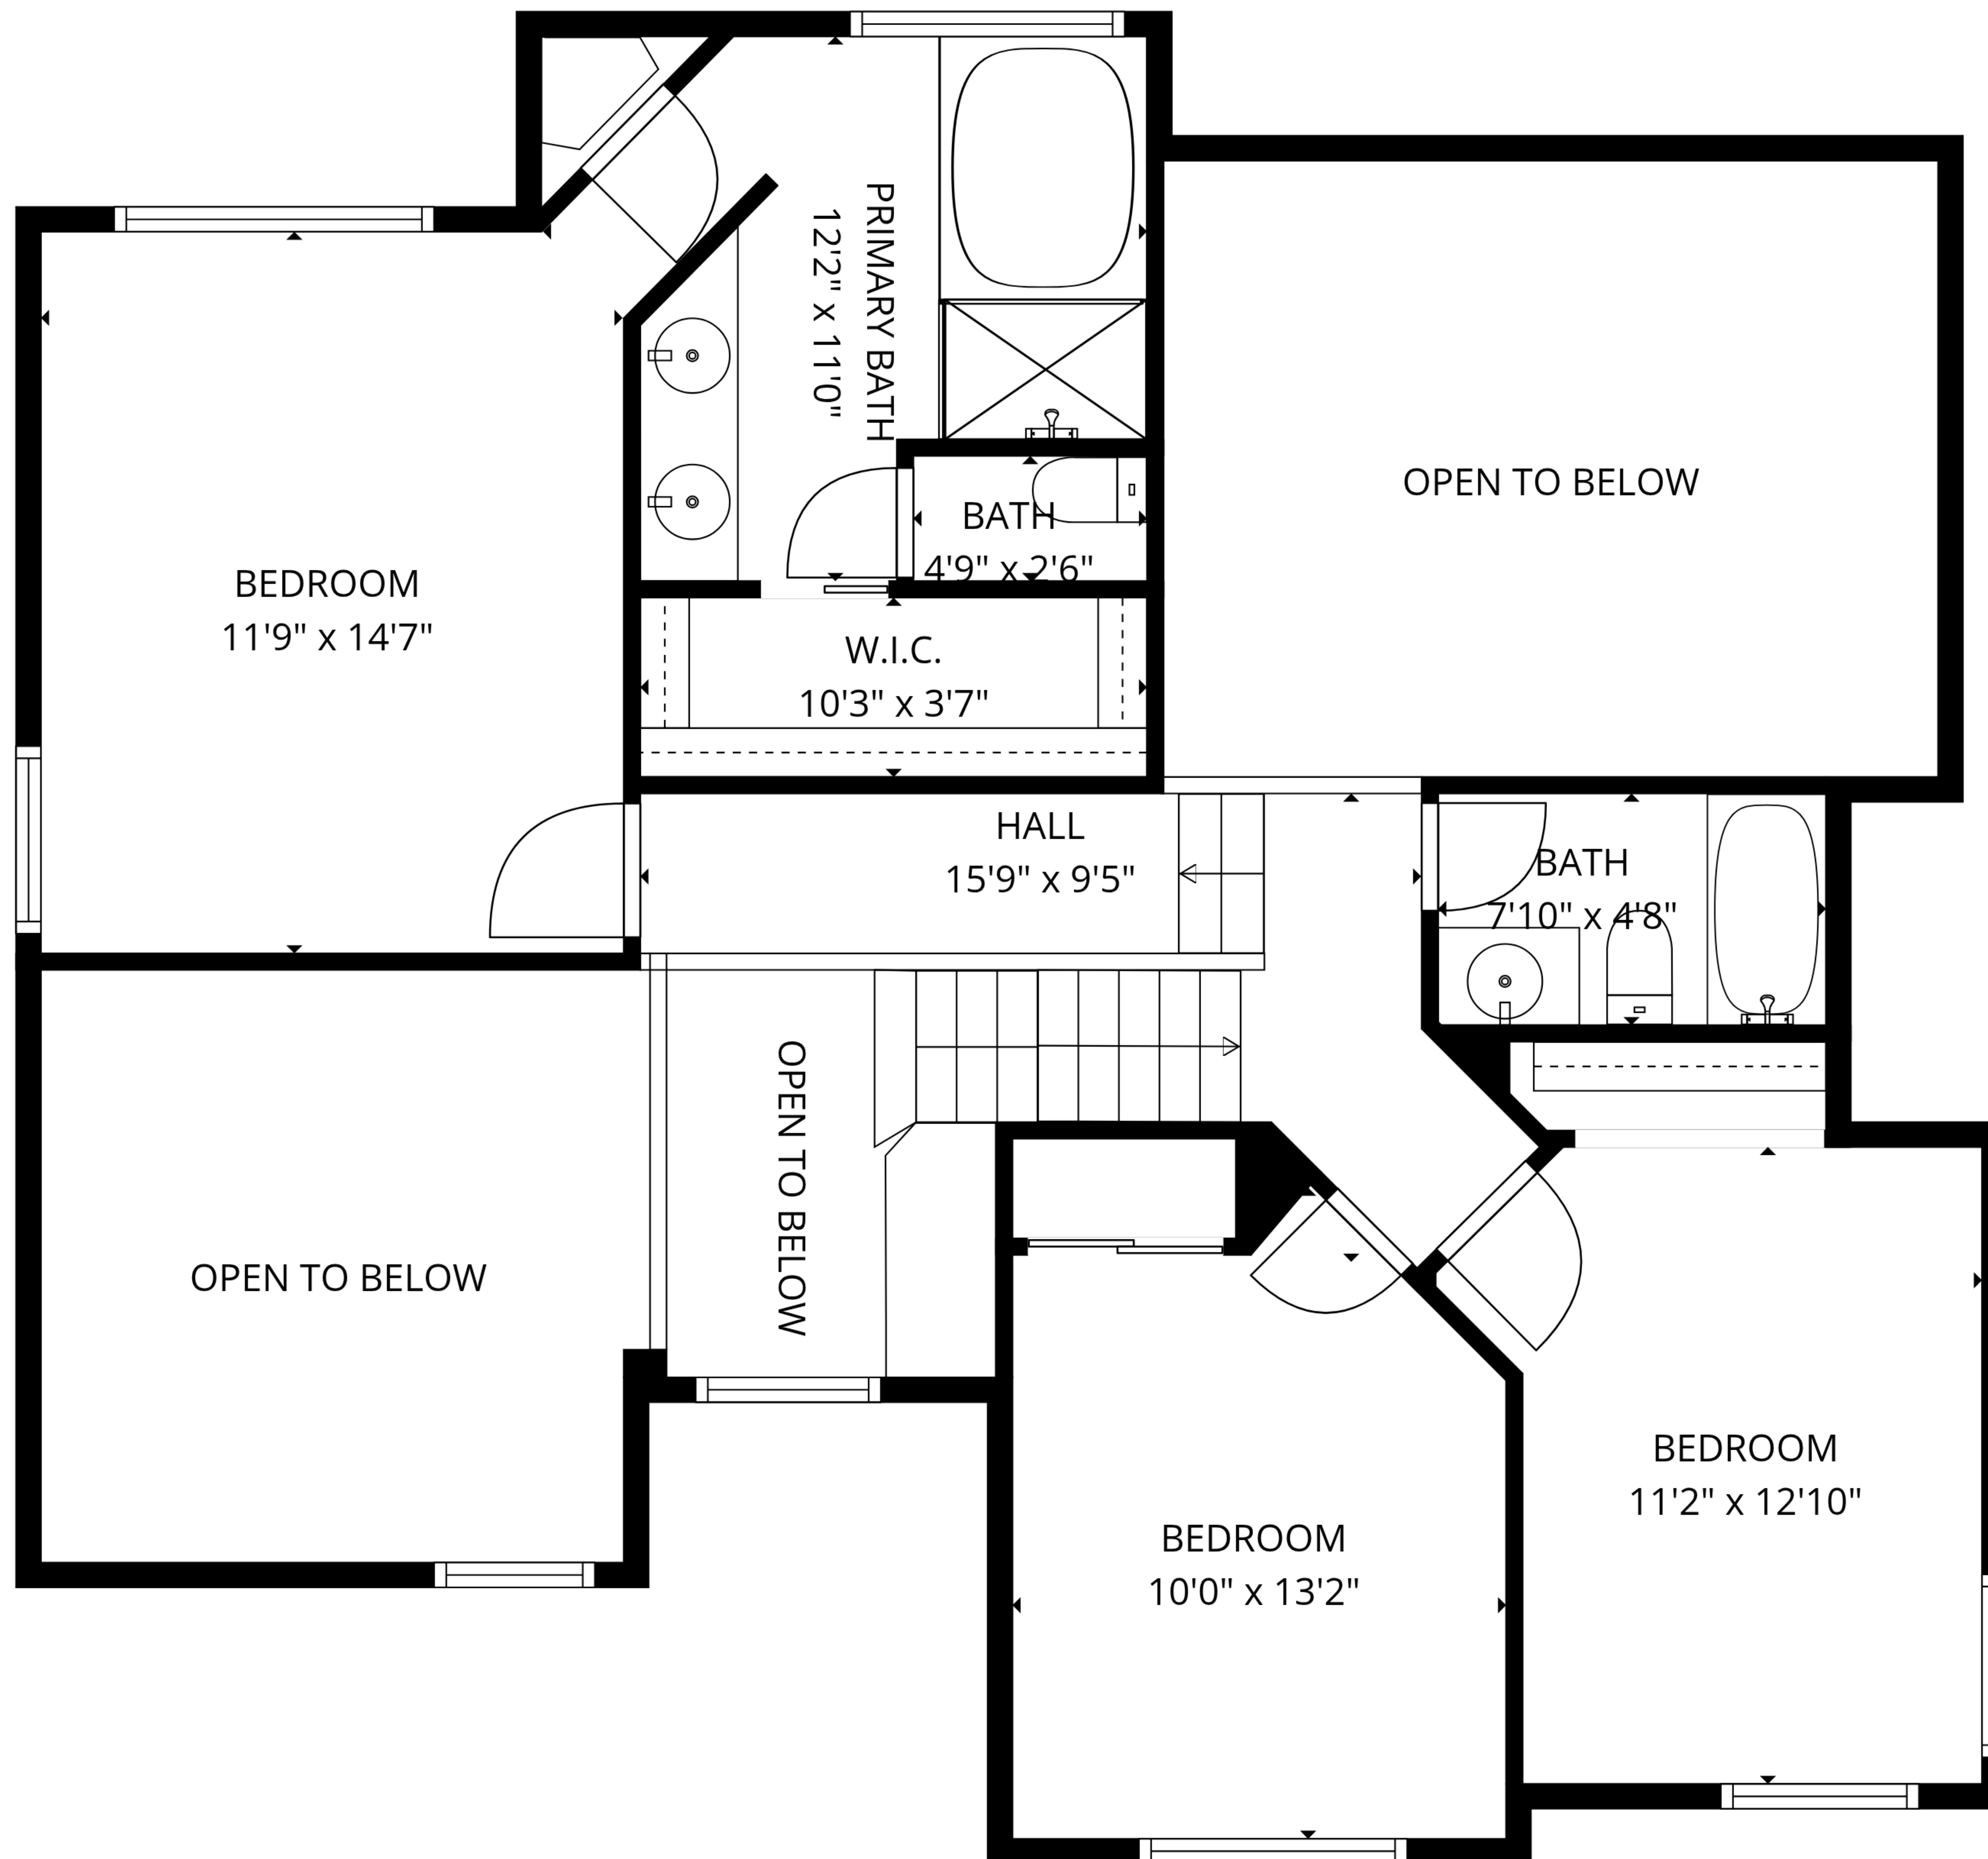 PRIMARY BATH
12'2" x 11'0"
OPEN TO BELOW
BATH
4'9" x 2'6"
BEDROOM
11'9" x 14'7"
W.I.C.
10'3" x 3'7"
HALL
15'9" x 9'5"
BATH
7'10" x 4'8"
OPEN TO BELOW
OPEN TO BELOW
BEDROOM
11'2" x 12'10"
BEDROOM
10'0" x 13'2"